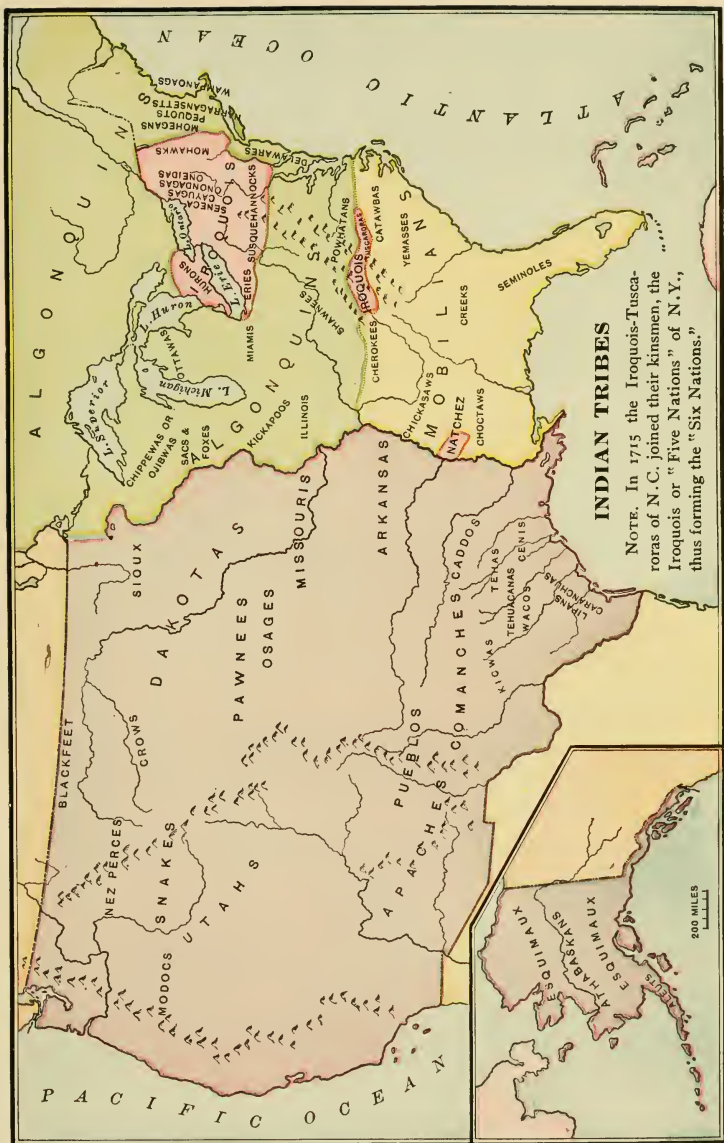 PACIFIC OCEAN
ATLANTIC OCEAN
BLACKFEET
NEZ PERCES
CROWS
SIOUX
DAKOTAS
SNAKES
MODOCS
UTAHS
PAWNEES
OSAGES
MISSOURIS
ARKANSAS
APACHES
PUEBLOS
COMANCHES
CADDOS
KIOWAS
TEHAS
TEHUACANAS
CENIS
WACOS
LIPANS
CARANCHUAS
ALGONQUIN
ALGONQUINS
L. Superior
L. Michigan
L. Huron
L. Erie
L. Ontario
CHIPPEWAS OR
OJIBWAS
SACS &
FOXES
OTTAWAS
KICKAPOOS
ILLINOIS
MIAMIS
SHAWNEES
HURONS
IROQUOIS
ERIES
SENECA
CAYUGAS
ONONDAGAS
ONEIDAS
MOHAWKS
SUSQUEHANNOCKS
MOHEGANS
PEQUOTS
NARRAGANSETTS
WAMPANOAGS
DELAWARES
POWHATANS
IROQUOIS
TUSCARORAS
CHEROKEES
CATAWBAS
YEMASSES
MOBILIANS
CHICKASAWS
CREEKS
NATCHEZ
CHOCTAWS
SEMINOLES
INDIAN TRIBES
NOTE. In 1715 the Iroquois-Tusca-
roras of N.C. joined their kinsmen, the
Iroquois or "Five Nations" of N.Y.,
thus forming the "Six Nations."
ESQUIMAUX
ATHABASKANS
ESQUIMAUX
ALEUTS
200 MILES